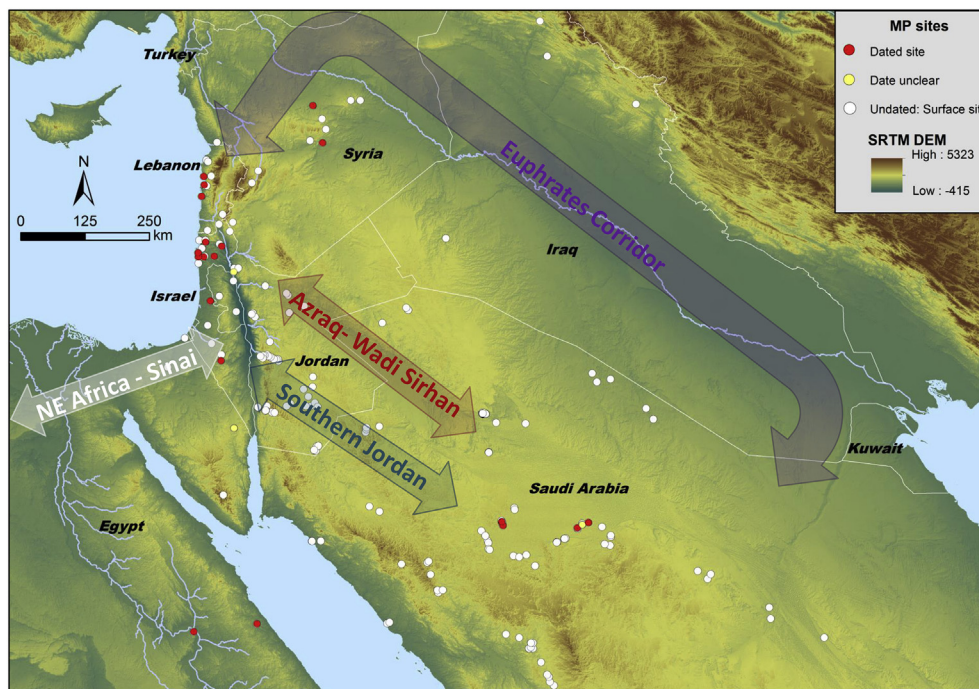 MP sites
Dated site
Date unclear
Undated: Surface sit
SRTM DEM
High : 5323
Low : -415
Turkey
Lebanon
Syria
N
0 125 250
km
Euphrates Corridor
Iraq
Israel
Azraq- Wadi Sirhan
Jordan
NE Africa - Sinai
Southern Jordan
Kuwait
Saudi Arabia
Egypt